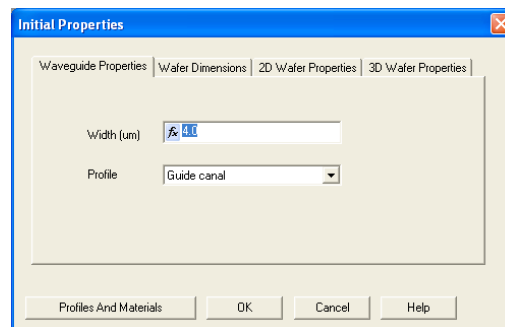 Initial Properties
Waveguide Properties Wafer Dimensions 2D Wafer Properties 3D Wafer Properties
Width (um) fx 4.0
Profile Guide canal
Profiles And Materials OK Cancel Help